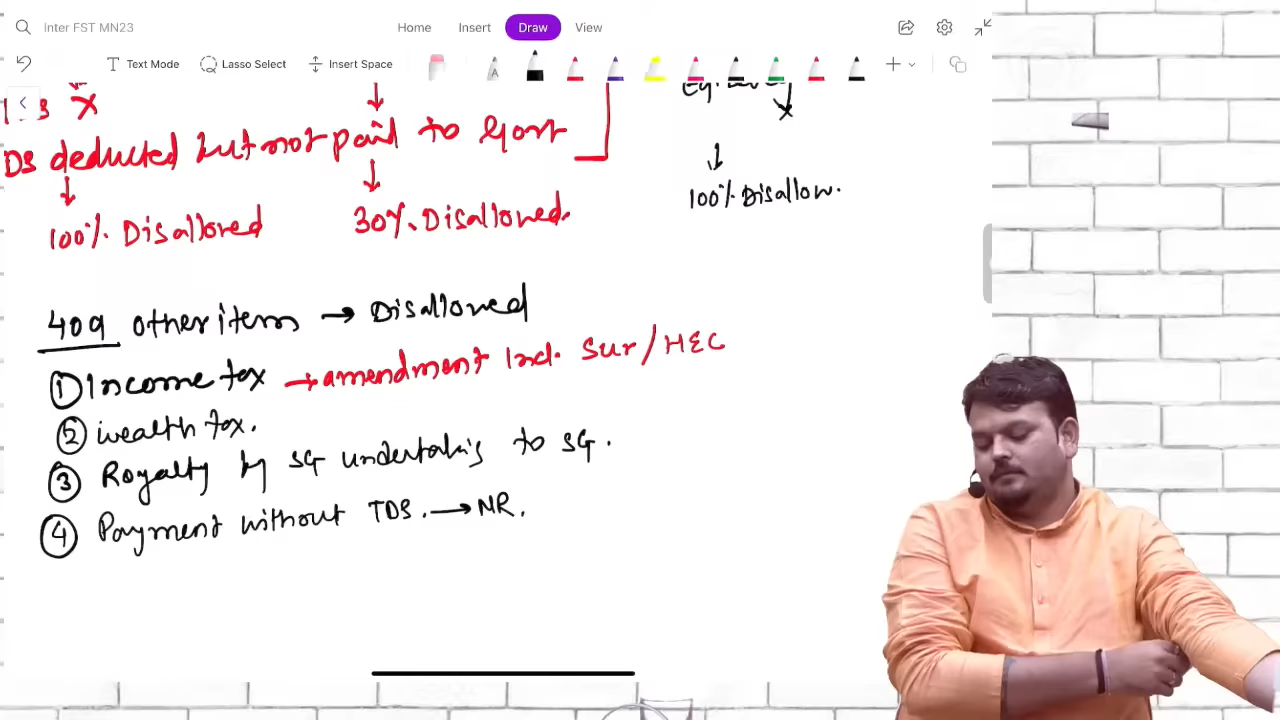 Inter FST MN23
Home Insert Draw View
Text Mode Lasso Select Insert Space
A
DS deducted but not paid to Govt
100% Disallowed 30% Disallowed.
100% Disallow.
40a other items → Disallowed
① Income tax → amendment Incl. Sur/HEC
② wealth tax.
③ Royalty by SG undertaking to SG.
④ Payment without TDS. → NR.